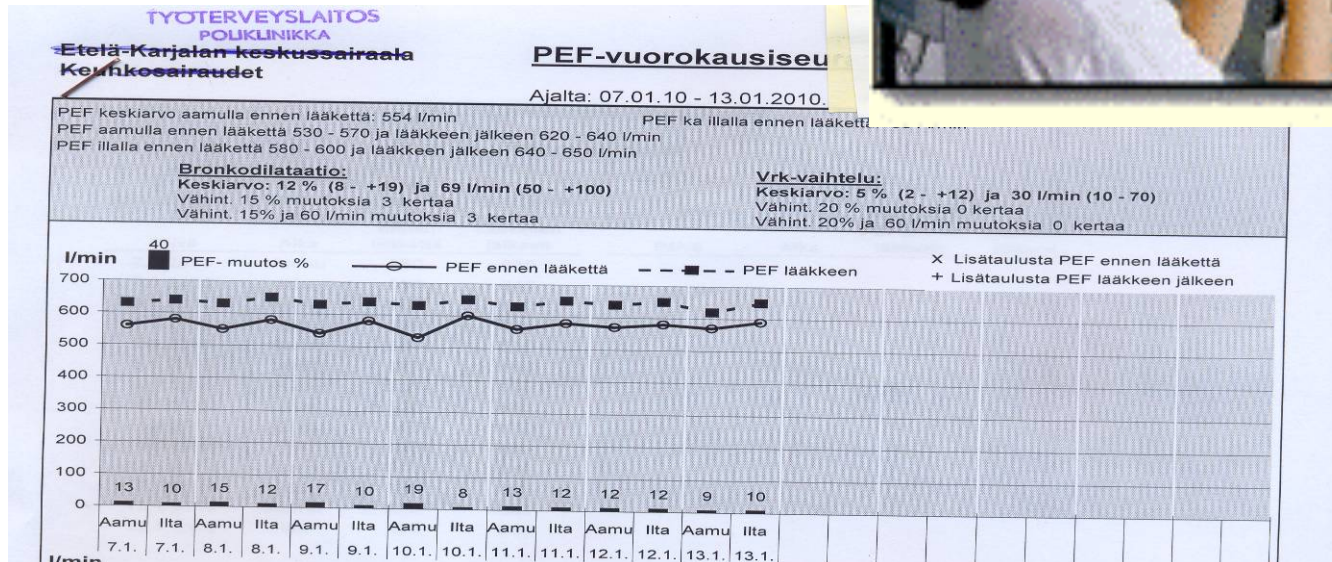 TYÖTERVEYSLAITOS
POLIKLINIKKA
Etelä-Karjalan keskussairaala
Keuhkosairaudet
PEF-vuorokausiseur
Ajalta: 07.01.10 - 13.01.2010.
PEF keskiarvo aamulla ennen lääkettä: 554 l/min PEF ka illalla ennen lääkettä
PEF aamulla ennen lääkettä 530 - 570 ja lääkkeen jälkeen 620 - 640 l/min
PEF illalla ennen lääkettä 580 - 600 ja lääkkeen jälkeen 640 - 650 l/min
Bronkodilataatio:
Keskiarvo: 12 % (8 - +19) ja 69 l/min (50 - +100)
Vähint. 15 % muutoksia 3 kertaa
Vähint. 15% ja 60 l/min muutoksia 3 kertaa
Vrk-vaihtelu:
Keskiarvo: 5 % (2 - +12) ja 30 l/min (10 - 70)
Vähint. 20 % muutoksia 0 kertaa
Vähint. 20% ja 60 l/min muutoksia 0 kertaa
40
l/min PEF- muutos % PEF ennen lääkettä PEF lääkkeen
x Lisätaulusta PEF ennen lääkettä
+ Lisätaulusta PEF lääkkeen jälkeen
700
600
500
400
300
200
100
0
13 10 15 12 17 10 19 8 13 12 12 12 9 10
Aamu Ilta Aamu Ilta Aamu Ilta Aamu Ilta Aamu Ilta Aamu Ilta Aamu Ilta
7.1. 7.1. 8.1. 8.1. 9.1. 9.1. 10.1. 10.1. 11.1. 11.1. 12.1. 12.1. 13.1. 13.1.
l/min